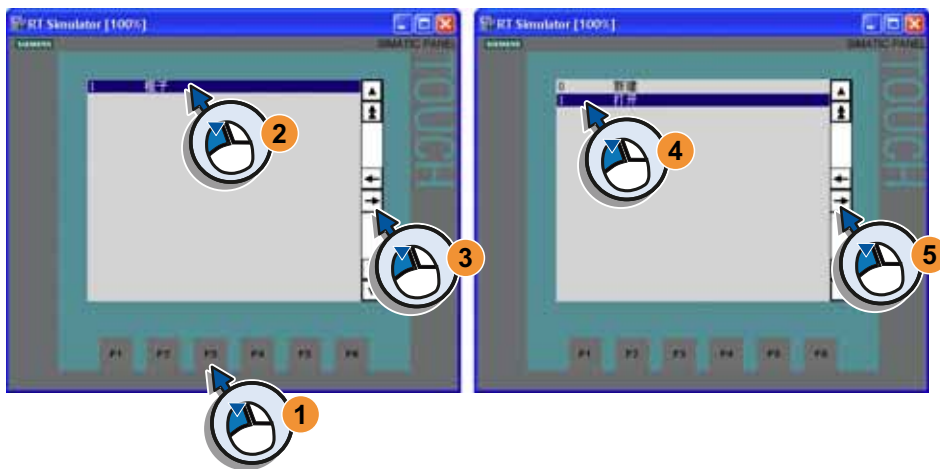 RT Simulator [100%]
SIEMENS
SIMATIC PANEL
TOUCH
1 橙子
2
3
F1 F2 F3 F4 F5 F6
1
RT Simulator [100%]
SIEMENS
SIMATIC PANEL
TOUCH
0 新建
1 打开
4
5
F1 F2 F3 F4 F5 F6